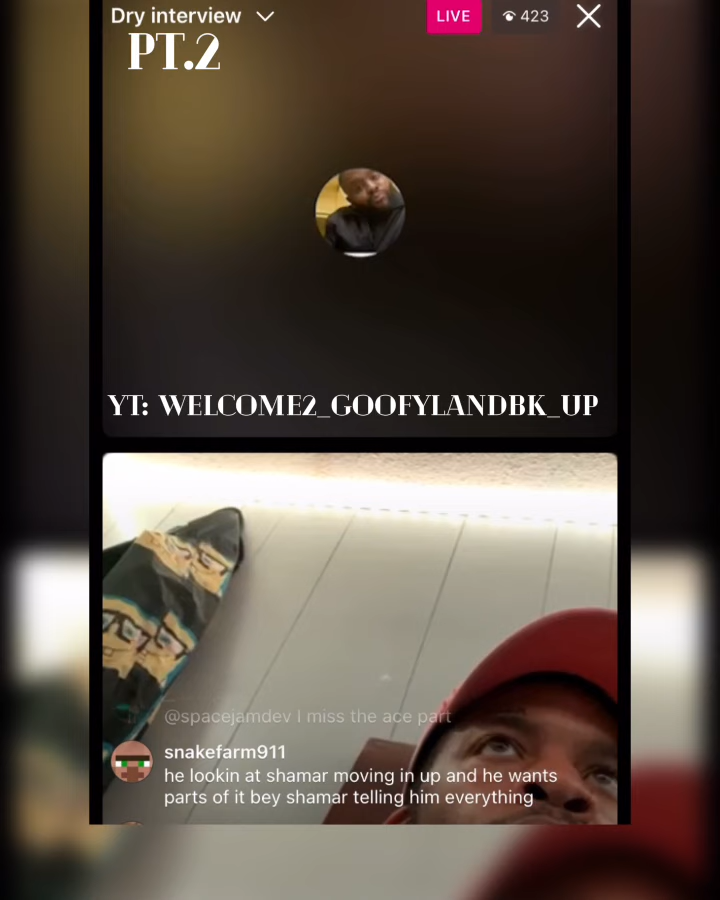 Dry interview
LIVE
423
PT.2
YT: WELCOME2_GOOFYLANDBK_UP
@spacejamdev I miss the ace part
snakefarm911
he lookin at shamar moving in up and he wants
parts of it bey shamar telling him everything